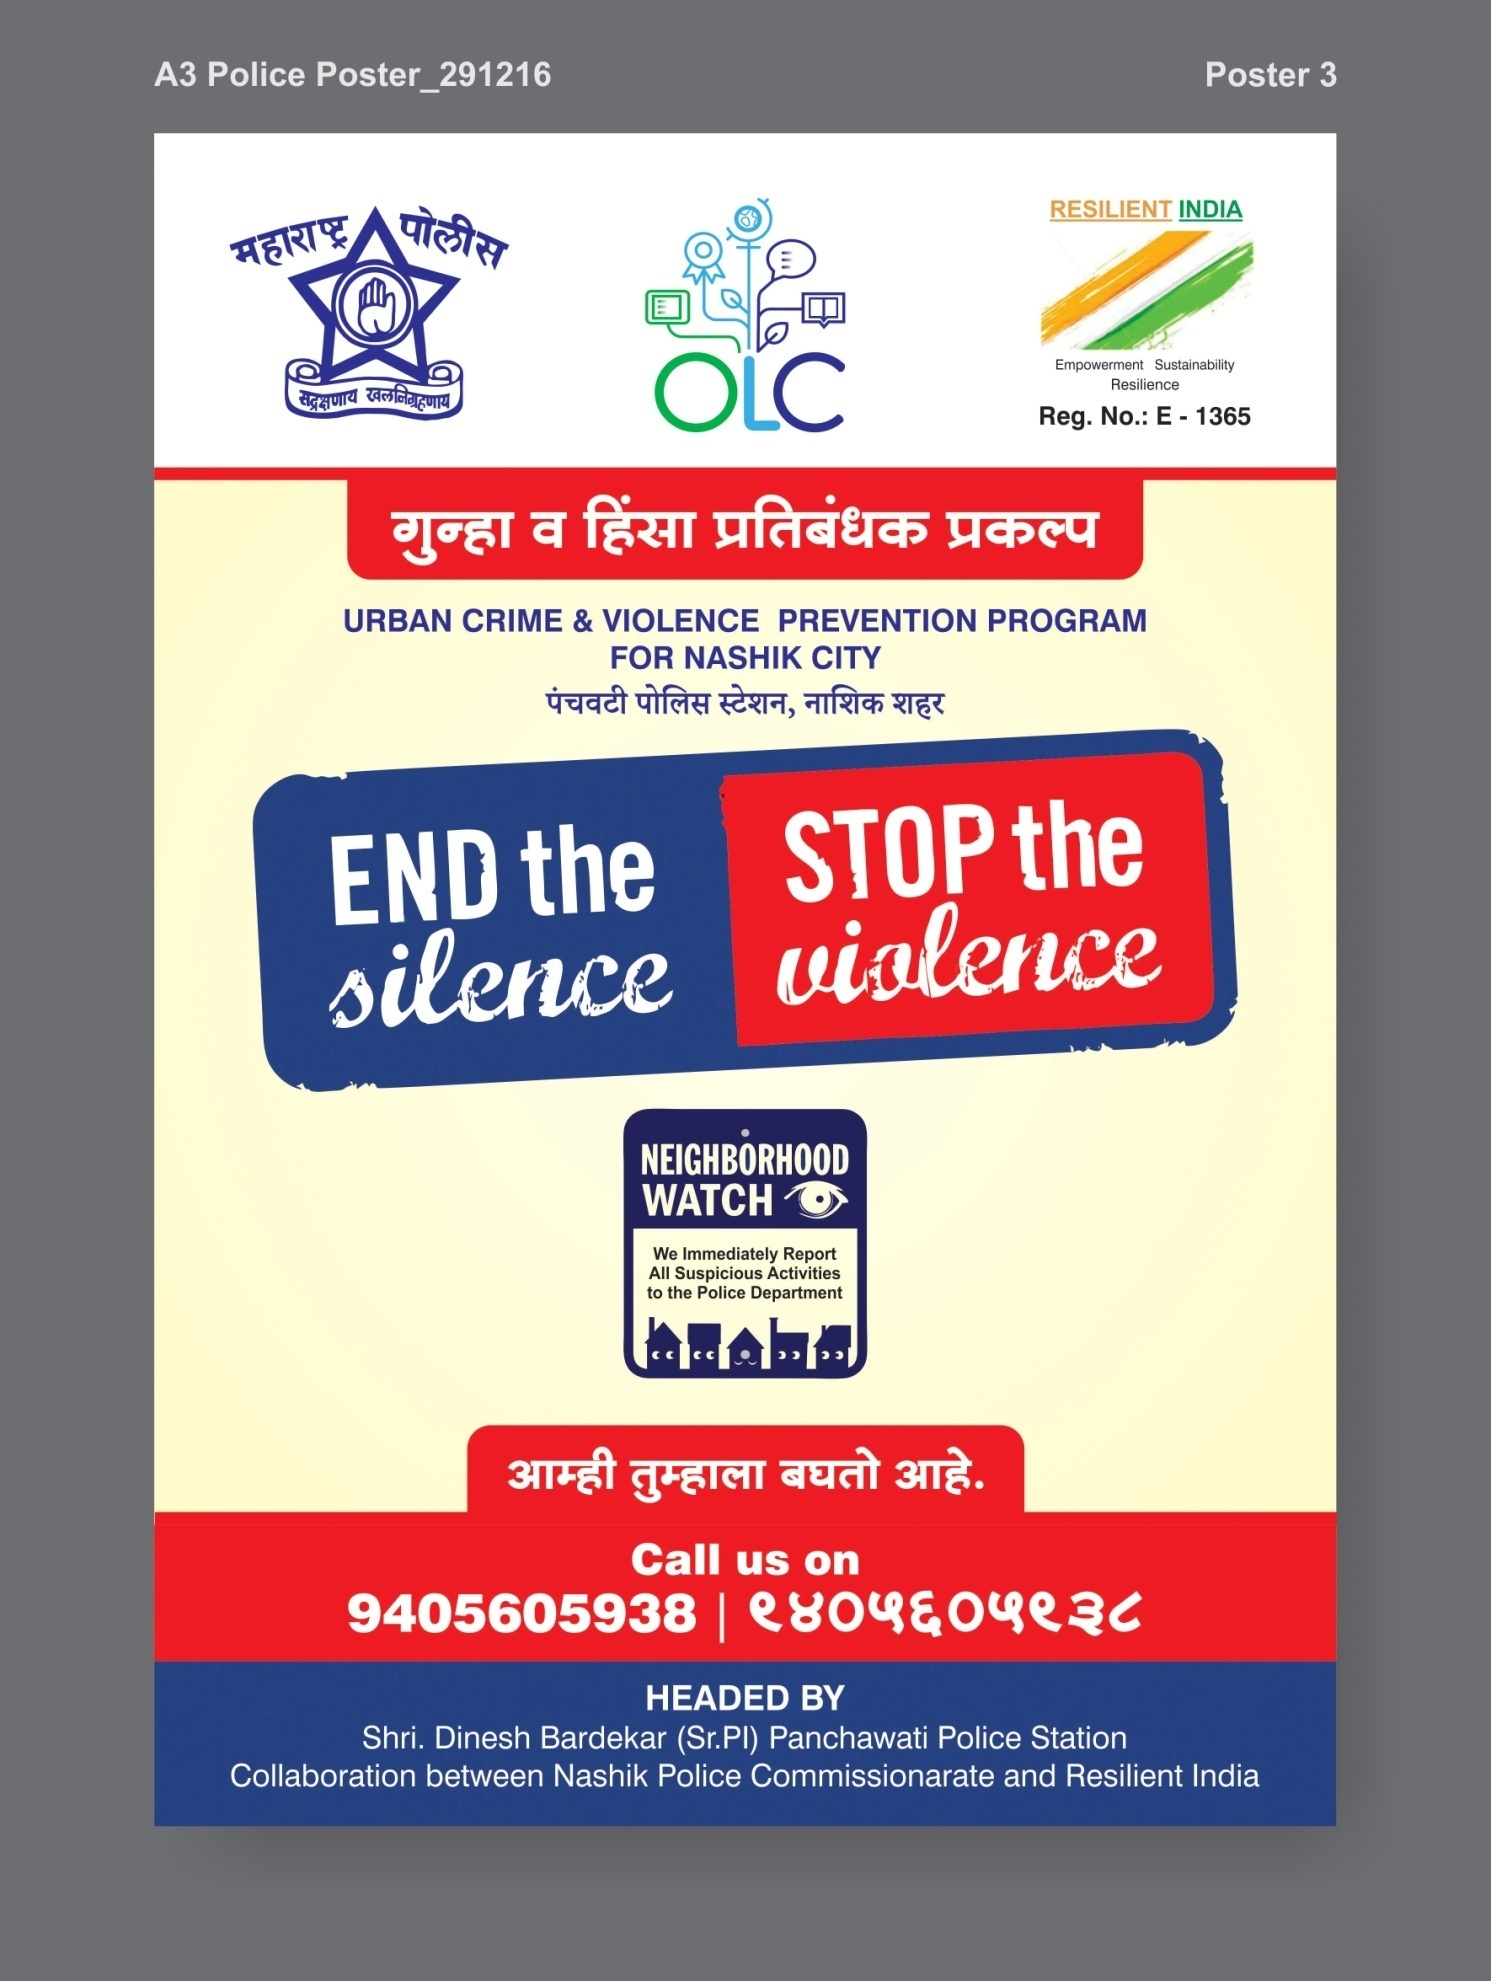 A3 Police Poster_291216
Poster 3
महाराष्ट्र पोलीस
सद्रक्षणाय खलनिग्रहणाय
OLC
RESILIENT INDIA
Empowerment Sustainability
Resilience
Reg. No.: E - 1365
गुन्हा व हिंसा प्रतिबंधक प्रकल्प
URBAN CRIME & VIOLENCE PREVENTION PROGRAM
FOR NASHIK CITY
पंचवटी पोलिस स्टेशन, नाशिक शहर
END the
silence
STOP the
violence
NEIGHBORHOOD
WATCH
We Immediately Report
All Suspicious Activities
to the Police Department
आम्ही तुम्हाला बघतो आहे.
Call us on
9405605938 | ९४०५६०५९३८
HEADED BY
Shri. Dinesh Bardekar (Sr.PI) Panchawati Police Station
Collaboration between Nashik Police Commissionarate and Resilient India